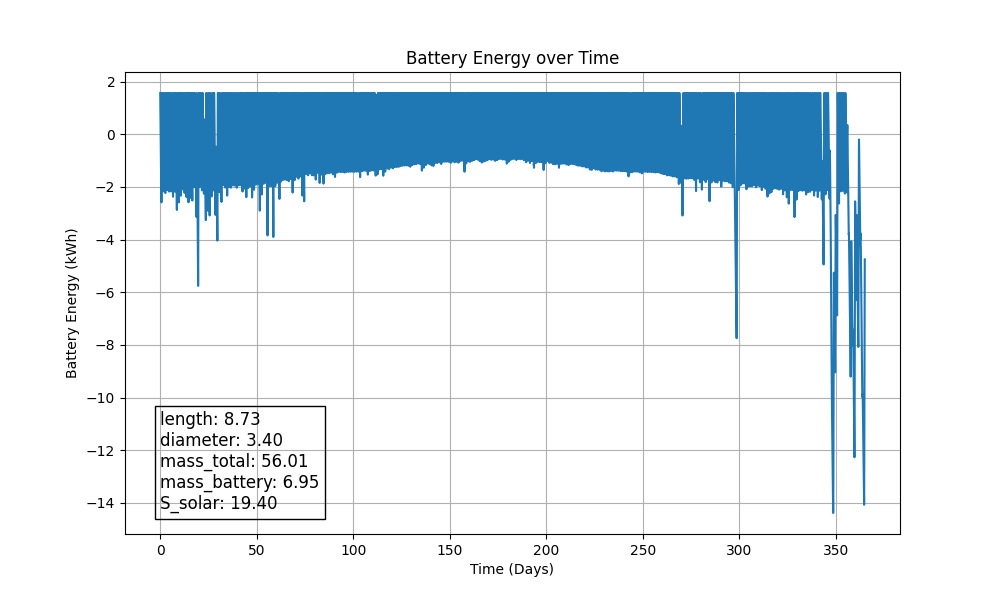 Battery Energy over Time
Battery Energy (kWh)
2
0
−2
−4
−6
−8
−10
−12
−14
length: 8.73
diameter: 3.40
mass_total: 56.01
mass_battery: 6.95
S_solar: 19.40
0 50 100 150 200 250 300 350
Time (Days)